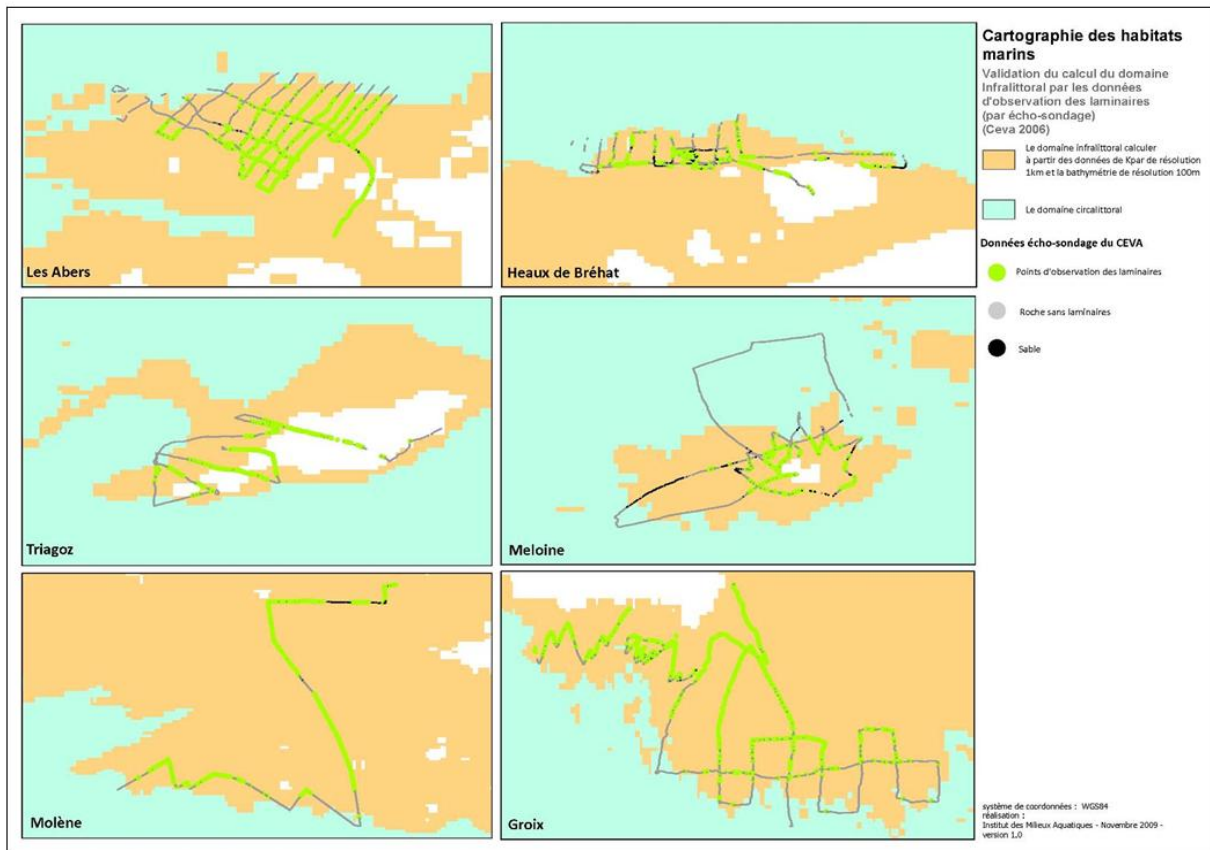 Les Abers
Heaux de Bréhat
Triagoz
Meloine
Molène
Groix
Cartographie des habitats
marins
Validation du calcul du domaine
Infralittoral par les données
d'observation des laminaires
(par écho-sondage)
(Ceva 2006)
Le domaine infralittoral calculer
à partir des données de Kpar de résolution
1km et la bathymétrie de résolution 100m
Le domaine circalittoral
Données écho-sondage du CEVA
Points d'observation des laminaires
Roche sans laminaires
Sable
système de coordonnées : WGS84
réalisation :
Institut des Milieux Aquatiques - Novembre 2009 -
version 1,0